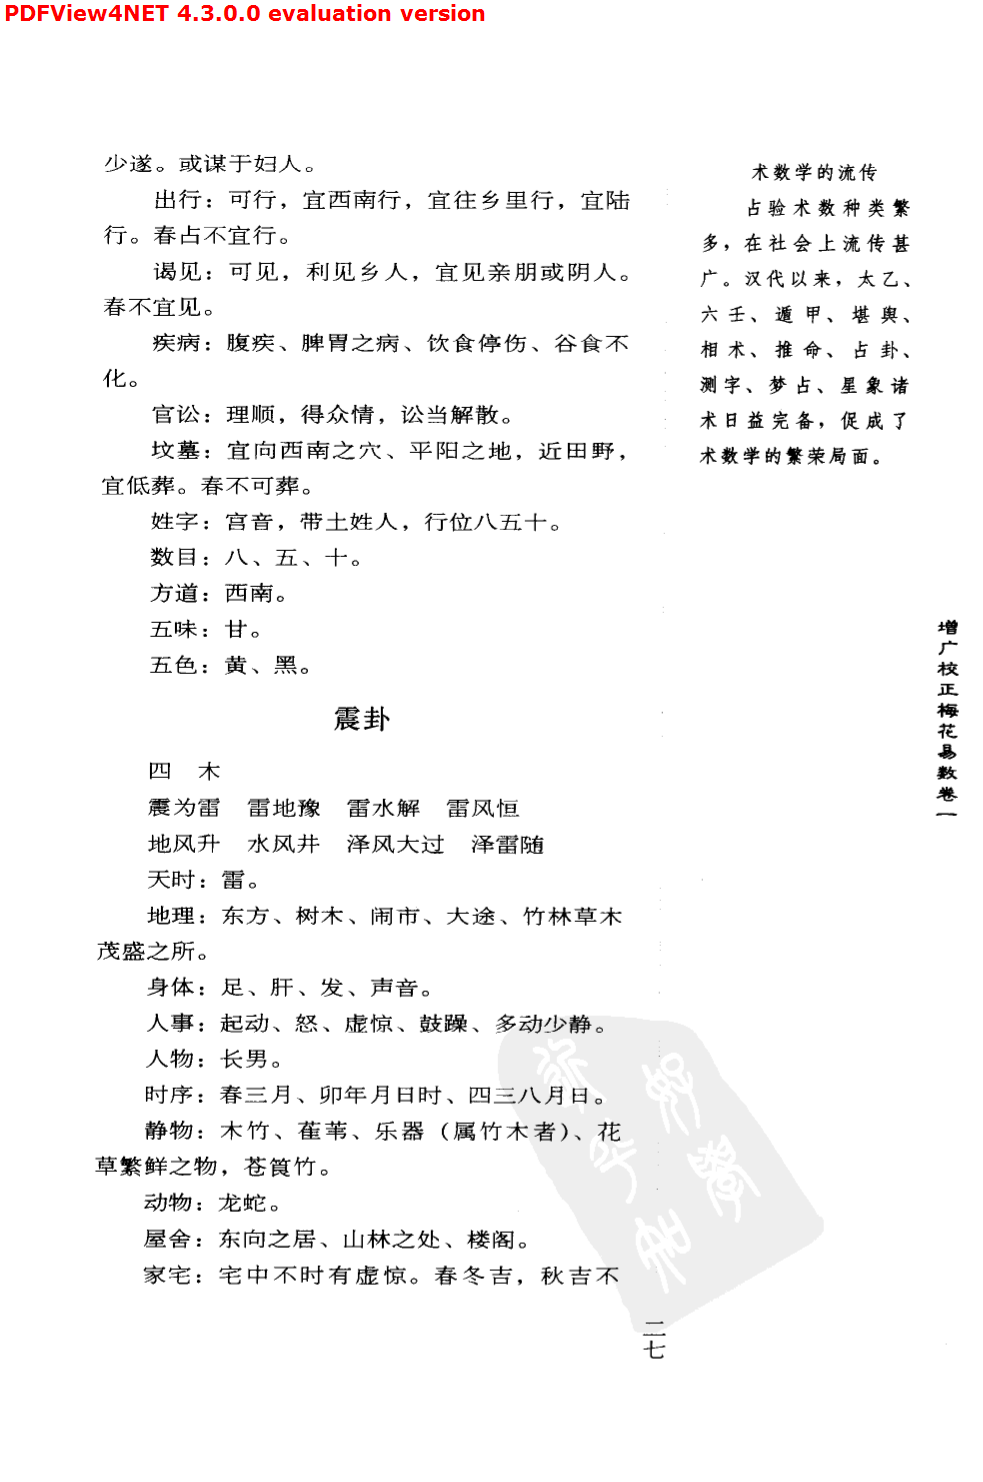 PDFView4NET 4.3.0.0 evaluation version
少遂。或谋于妇人。
出行：可行，宜西南行，宜往乡里行，宜陆
行。春占不宜行。
谒见：可见，利见乡人，宜见亲朋或阴人。
春不宜见。
疾病：腹疾、脾胃之病、饮食停伤、谷食不
化。
官讼：理顺，得众情，讼当解散。
坟墓：宜向西南之穴、平阳之地，近田野，
宜低葬。春不可葬。
姓字：宫音，带土姓人，行位八五十。
数目：八、五、十。
方道：西南。
五味：甘。
五色：黄、黑。
震卦
四　木
震为雷　雷地豫　雷水解　雷风恒
地风升　水风井　泽风大过　泽雷随
天时：雷。
地理：东方、树木、闹市、大途、竹林草木
茂盛之所。
身体：足、肝、发、声音。
人事：起动、怒、虚惊、鼓躁、多动少静。
人物：长男。
时序：春三月、卯年月日时、四三八月日。
静物：木竹、萑苇、乐器（属竹木者）、花
草繁鲜之物，苍筤竹。
动物：龙蛇。
屋舍：东向之居、山林之处、楼阁。
家宅：宅中不时有虚惊。春冬吉，秋吉不
术数学的流传
占验术数种类繁
多，在社会上流传甚
广。汉代以来，太乙、
六壬、遁甲、堪舆、
相术、推命、占卦、
测字、梦占、星象诸
术日益完备，促成了
术数学的繁荣局面。
增广校正梅花易数卷一
二七